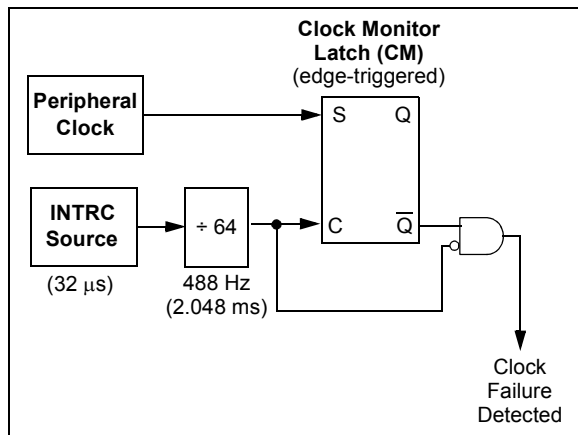 Clock Monitor
Latch (CM)
(edge-triggered)
Peripheral
Clock
S
Q
INTRC
Source
(32 μs)
÷ 64
488 Hz
(2.048 ms)
C
Q̅
Clock
Failure
Detected